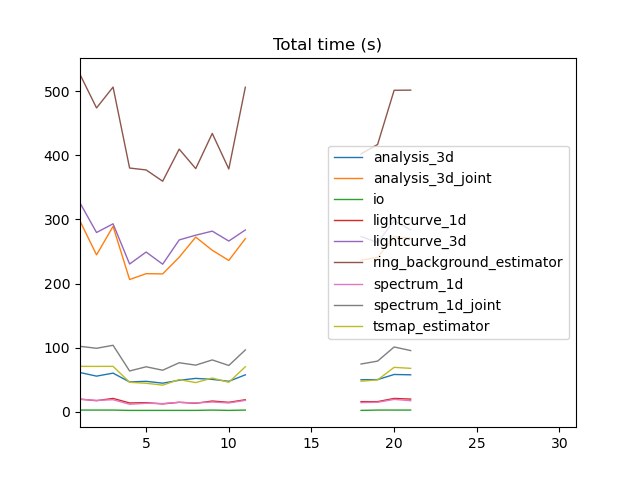 Total time (s)
500
400
300
200
100
0
analysis_3d
analysis_3d_joint
io
lightcurve_1d
lightcurve_3d
ring_background_estimator
spectrum_1d
spectrum_1d_joint
tsmap_estimator
5 10 15 20 25 30